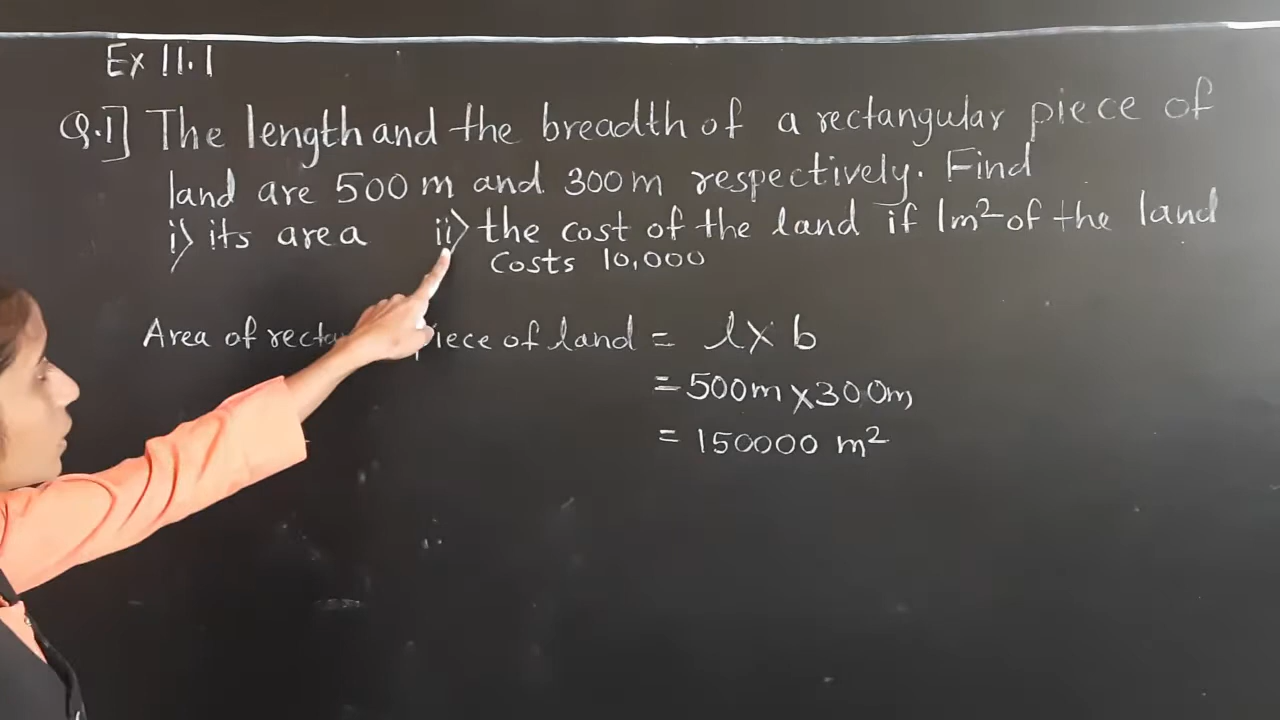 Ex 11.1
Q.1] The length and the breadth of a rectangular piece of
land are 500 m and 300 m respectively. Find
i> its area ii> the cost of the land if 1m² of the land
costs 10,000
Area of piece of land = l × b
= 500m × 300m
= 150000 m²